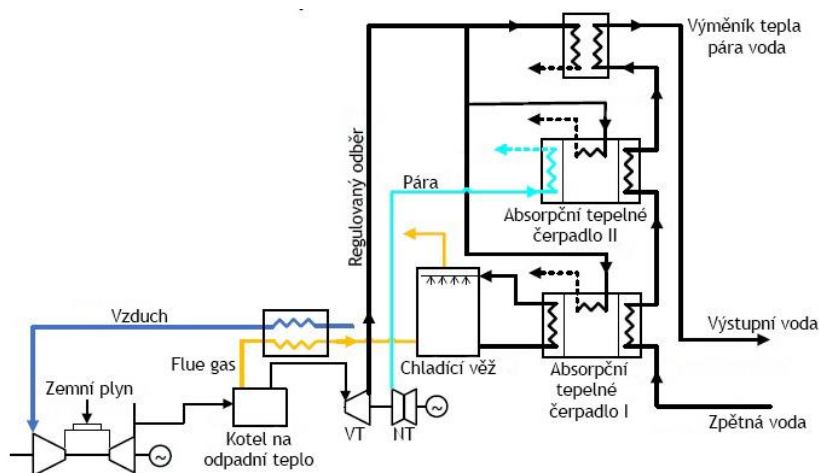 Výměník tepla
pára voda
Regulovaný odběr
Pára
Absorpční tepelné
čerpadlo II
Vzduch
Flue gas
Chladící věž
Výstupní voda
Zemní plyn
Absorpční
tepelné
čerpadlo I
Zpětná voda
Kotel na
odpadní teplo
VT
NT